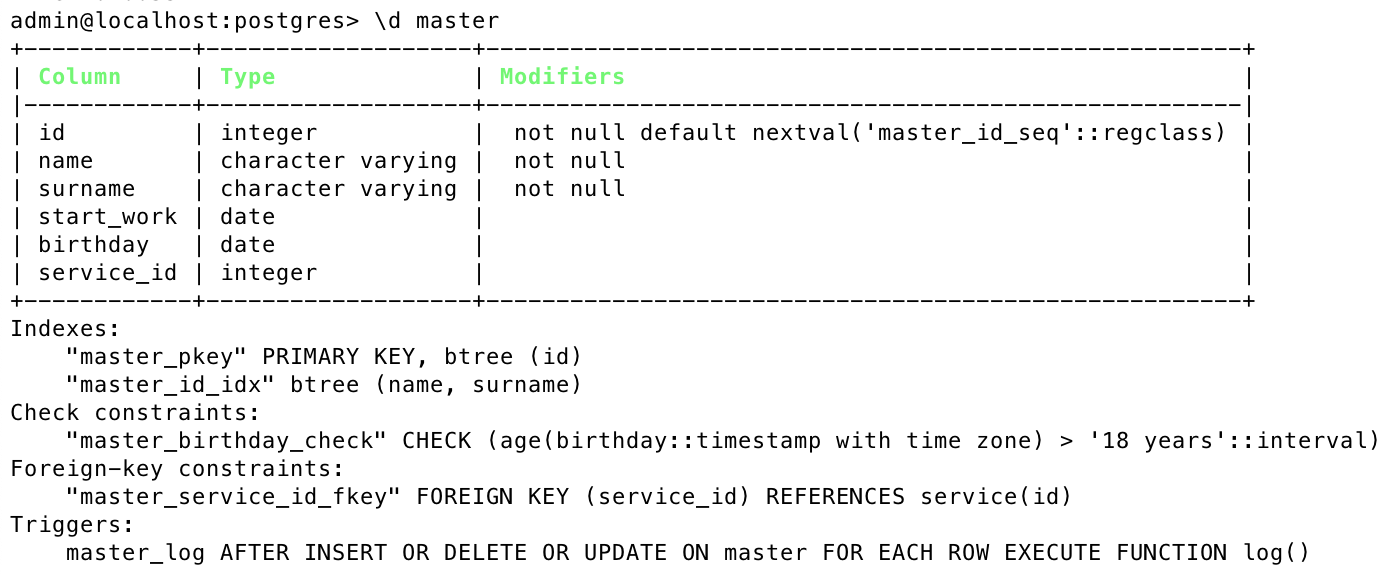 admin@localhost:postgres> \d master
+------------+-------------------+------------------------------------------------------+
| Column     | Type              | Modifiers                                            |
|------------+-------------------+------------------------------------------------------|
| id         | integer           |  not null default nextval('master_id_seq'::regclass) |
| name       | character varying |  not null                                            |
| surname    | character varying |  not null                                            |
| start_work | date              |                                                      |
| birthday   | date              |                                                      |
| service_id | integer           |                                                      |
+------------+-------------------+------------------------------------------------------+
Indexes:
    "master_pkey" PRIMARY KEY, btree (id)
    "master_id_idx" btree (name, surname)
Check constraints:
    "master_birthday_check" CHECK (age(birthday::timestamp with time zone) > '18 years'::interval)
Foreign-key constraints:
    "master_service_id_fkey" FOREIGN KEY (service_id) REFERENCES service(id)
Triggers:
    master_log AFTER INSERT OR DELETE OR UPDATE ON master FOR EACH ROW EXECUTE FUNCTION log()